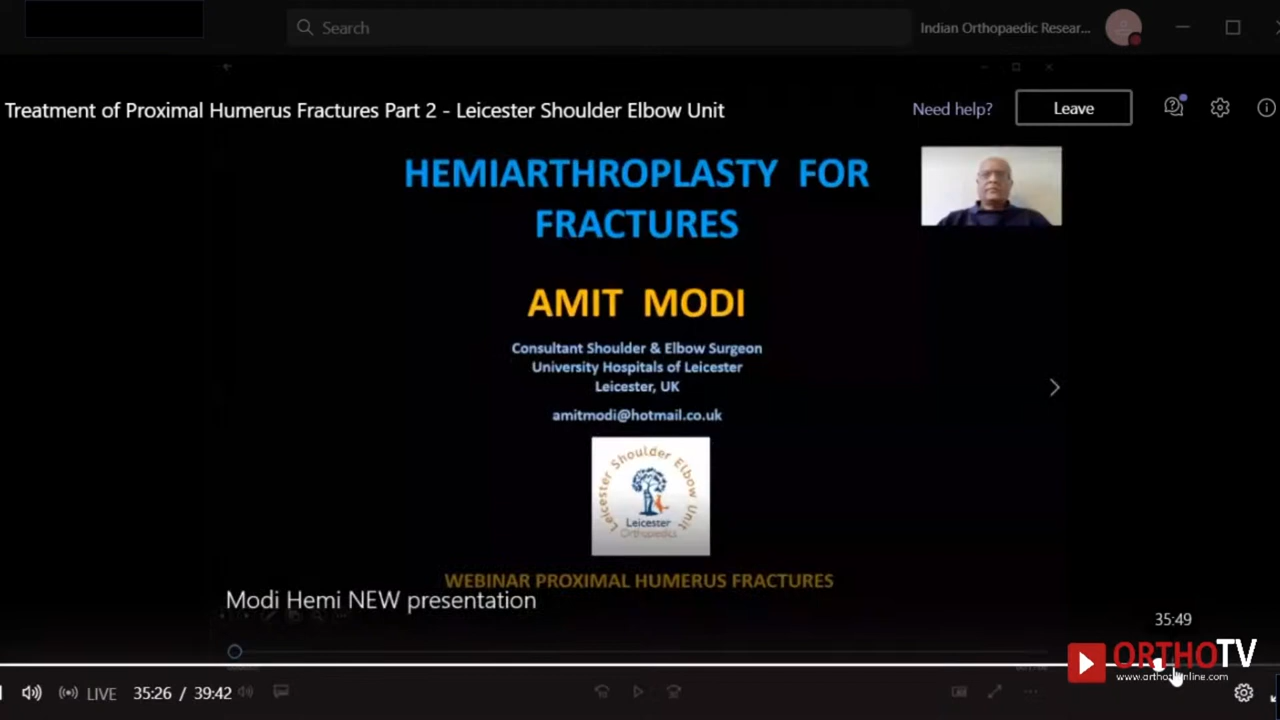 Search
Indian Orthopaedic Resear...
Treatment of Proximal Humerus Fractures Part 2 - Leicester Shoulder Elbow Unit
Need help?
Leave
HEMIARTHROPLASTY FOR
FRACTURES
AMIT MODI
Consultant Shoulder & Elbow Surgeon
University Hospitals of Leicester
Leicester, UK
amitmodi@hotmail.co.uk
Leicester Shoulder Elbow Unit
Leicester
Orthopaedics
WEBINAR PROXIMAL HUMERUS FRACTURES
Modi Hemi NEW presentation
35:49
ORTHOTV
LIVE
35:26 / 39:42